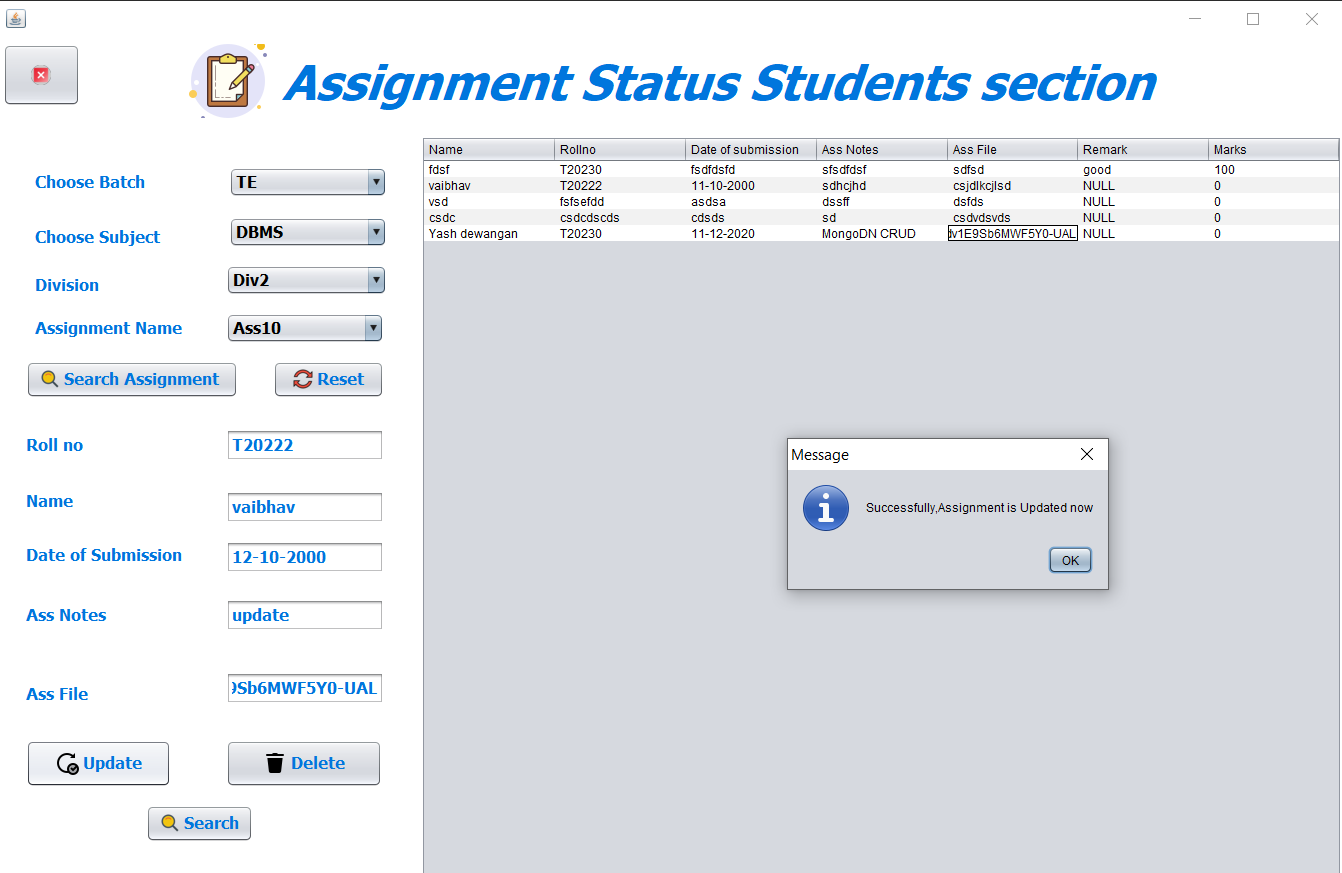 Assignment Status Students section
Choose Batch TE
Choose Subject DBMS
Division Div2
Assignment Name Ass10
Search Assignment Reset
Roll no T20222
Name vaibhav
Date of Submission 12-10-2000
Ass Notes update
Ass File 9Sb6MWF5Y0-UAL
Update Delete
Search
Name Rollno Date of submission Ass Notes Ass File Remark Marks
fdsf T20230 fsdfdsfd sfsdfdsf sdfsd good 100
vaibhav T20222 11-10-2000 sdhcjhd csjdlkcjlsd NULL 0
vsd fsfsefdd asdsa dssff dsfds NULL 0
csdc csdcdscds cdsds sd csdvdsvds NULL 0
Yash dewangan T20230 11-12-2020 MongoDN CRUD dv1E9Sb6MWF5Y0-UAL NULL 0
Message
Successfully,Assignment is Updated now
OK